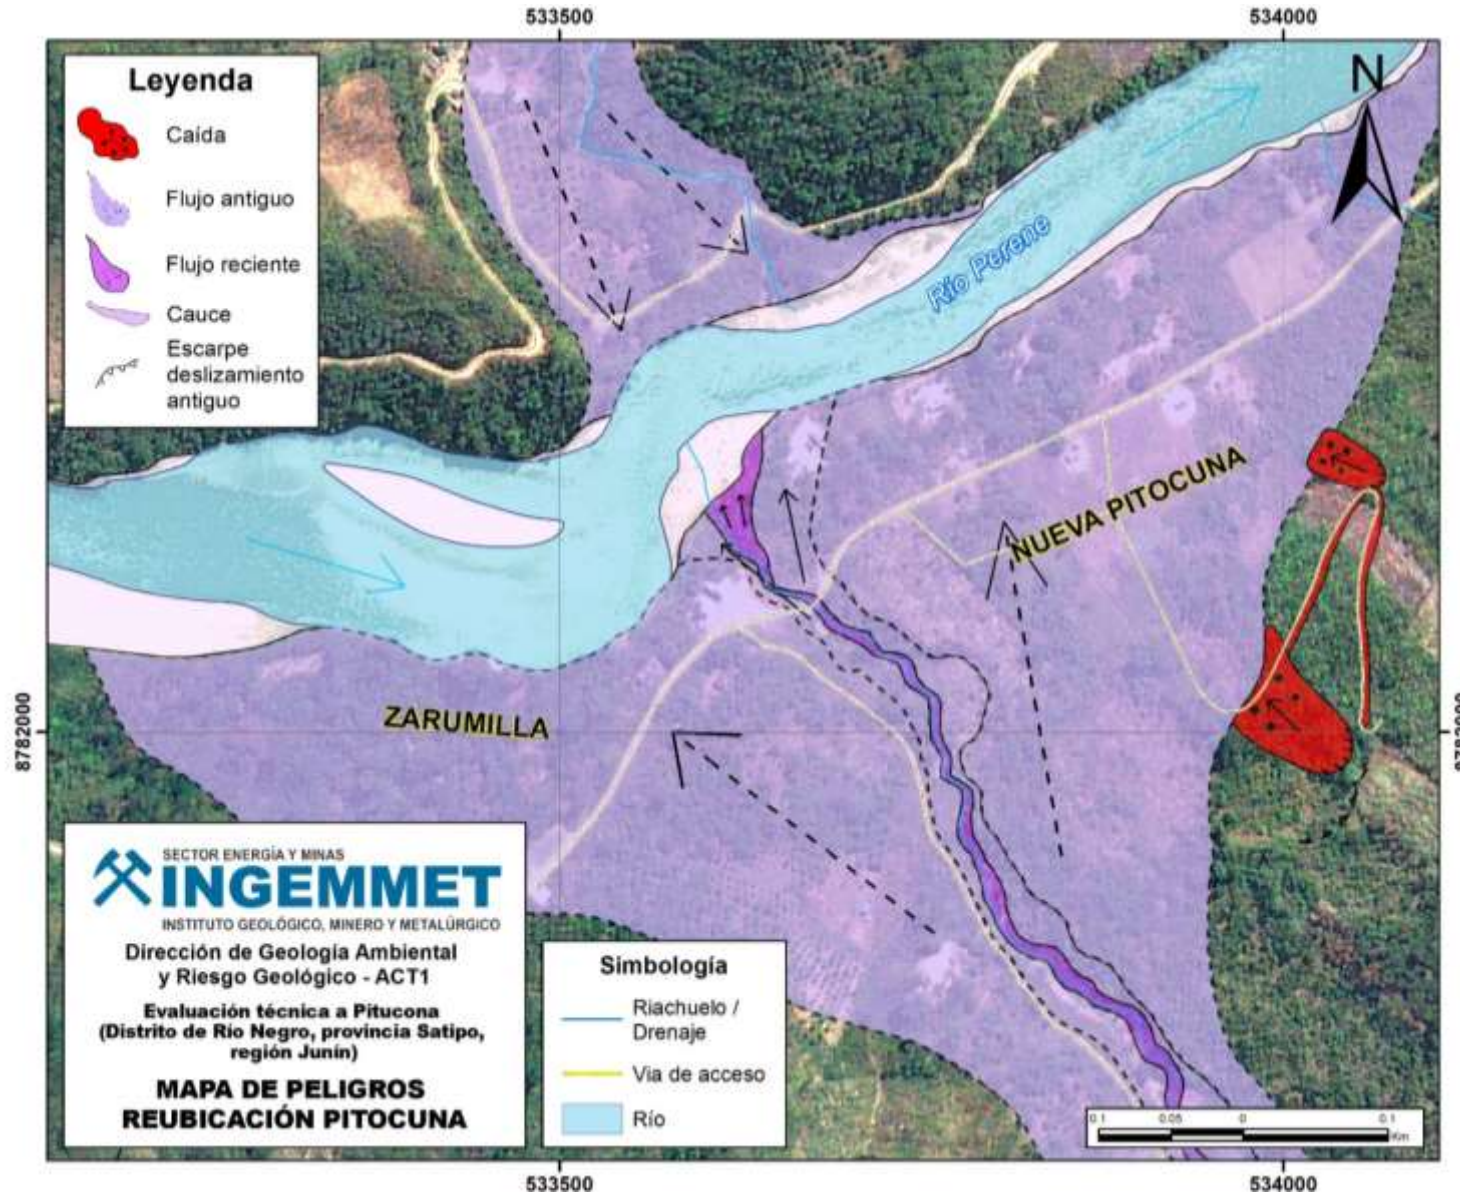 533500
534000
Leyenda
Caída
Flujo antiguo
Flujo reciente
Cauce
Escarpe
deslizamiento
antiguo
N
Río Perene
NUEVA PITOCUNA
ZARUMILLA
8782000
8782000
SECTOR ENERGÍA Y MINAS
INGEMMET
INSTITUTO GEOLÓGICO, MINERO Y METALÚRGICO
Dirección de Geología Ambiental
y Riesgo Geológico - ACT1
Evaluación técnica a Pitucona
(Distrito de Río Negro, provincia Satipo,
región Junín)
MAPA DE PELIGROS
REUBICACIÓN PITOCUNA
Simbología
Riachuelo /
Drenaje
Via de acceso
Río
0.1 0.05 0 0.1
Km
533500
534000